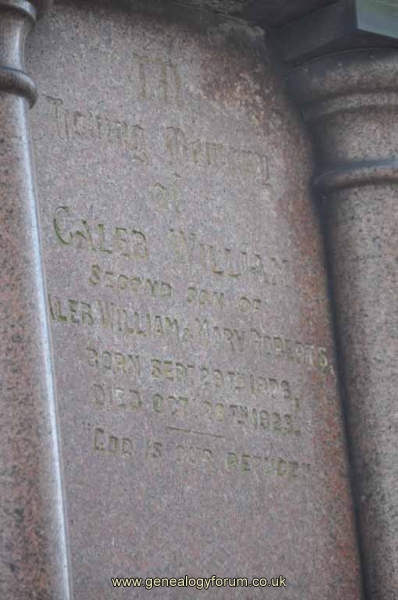 IN
Loving Memory
of
CALEB WILLIAM
SECOND SON OF
CALEB WILLIAM & MARY ROBERTS,
BORN SEPT
DIED OCT
"GOD IS OUR REFUGE"
www.genealogyforum.co.uk